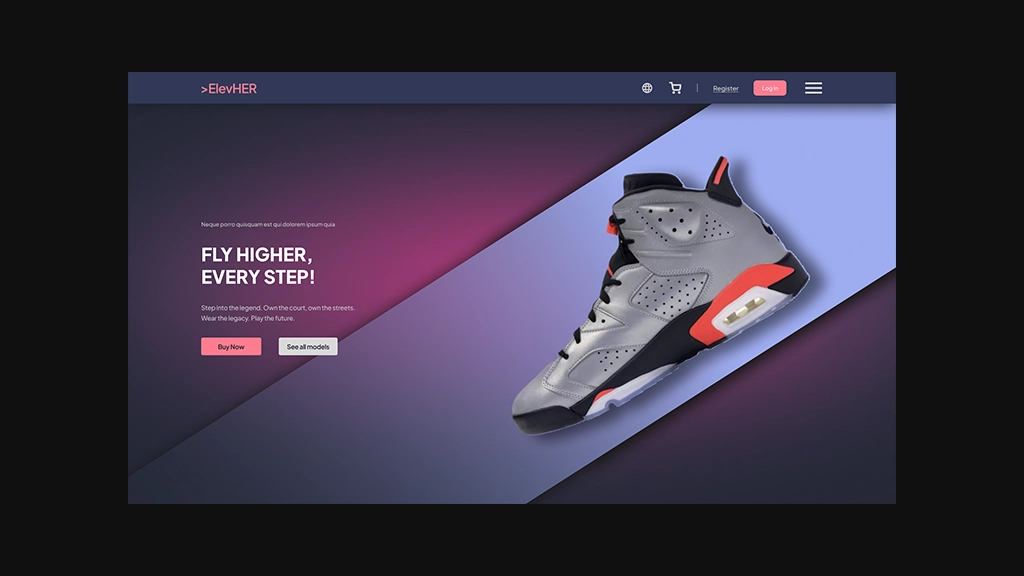 >ElevHER
Register
Log in
Neque porro quisquam est qui dolorem ipsum quia
FLY HIGHER,
EVERY STEP!
Step into the legend. Own the court, own the streets.
Wear the legacy. Play the future.
Buy Now
See all models